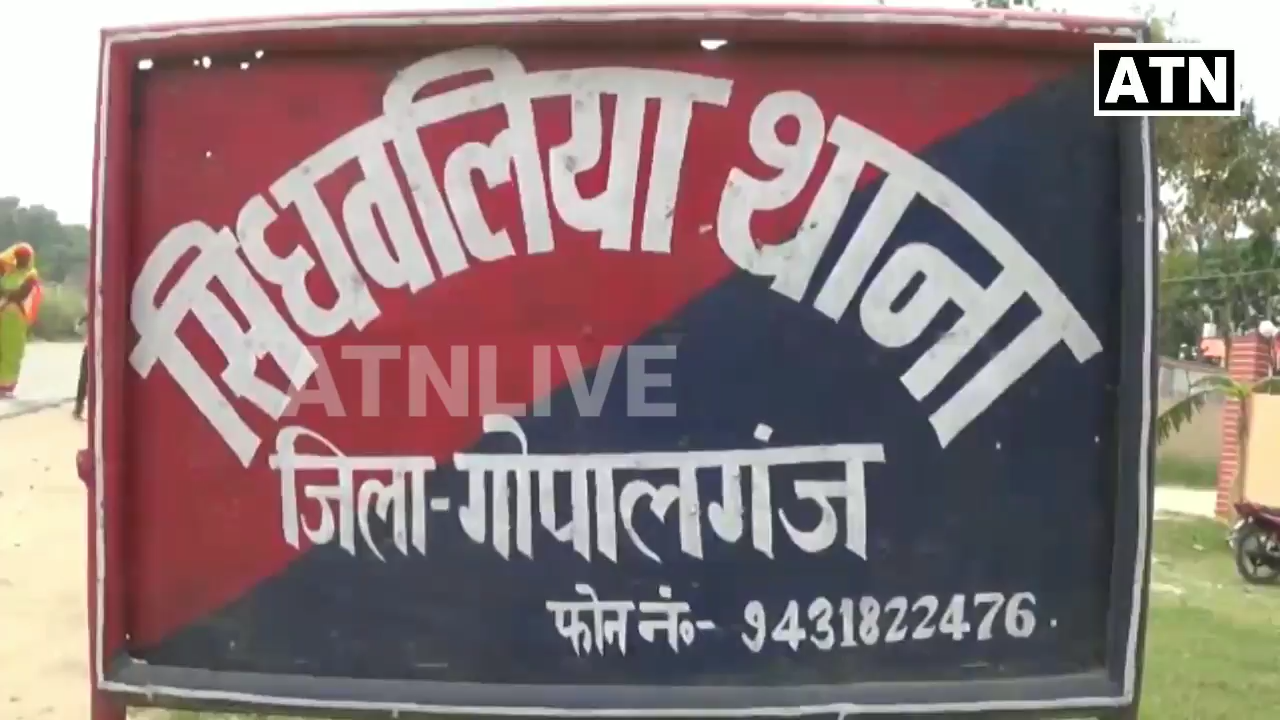 ATN
सिधवलिया थाना
ATNLIVE
जिला-गोपालगंज
फोन नं०- 9431822476.